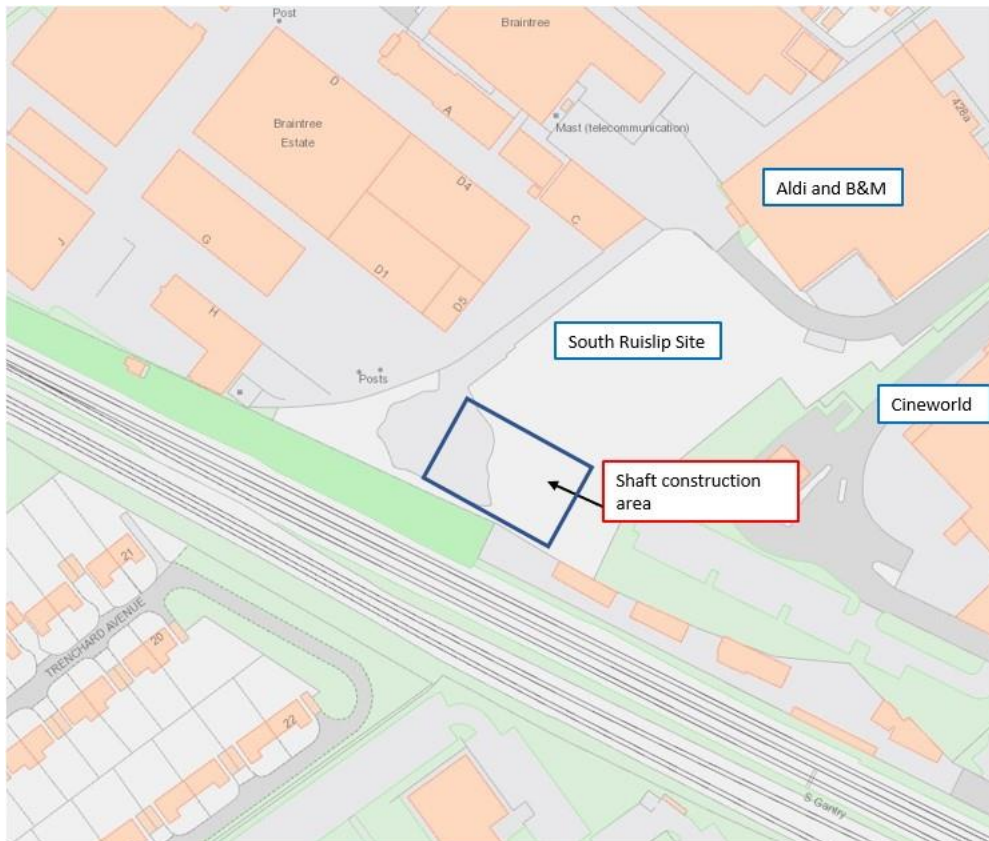 Post
Braintree
D
A
428a
Mast (telecommunication)
Braintree
Estate
Aldi and B&M
D4
C
G
D1
D5
H
South Ruislip Site
Posts
Cineworld
Shaft construction
area
21
TRENCHARD AVENUE
20
22
S Gantry